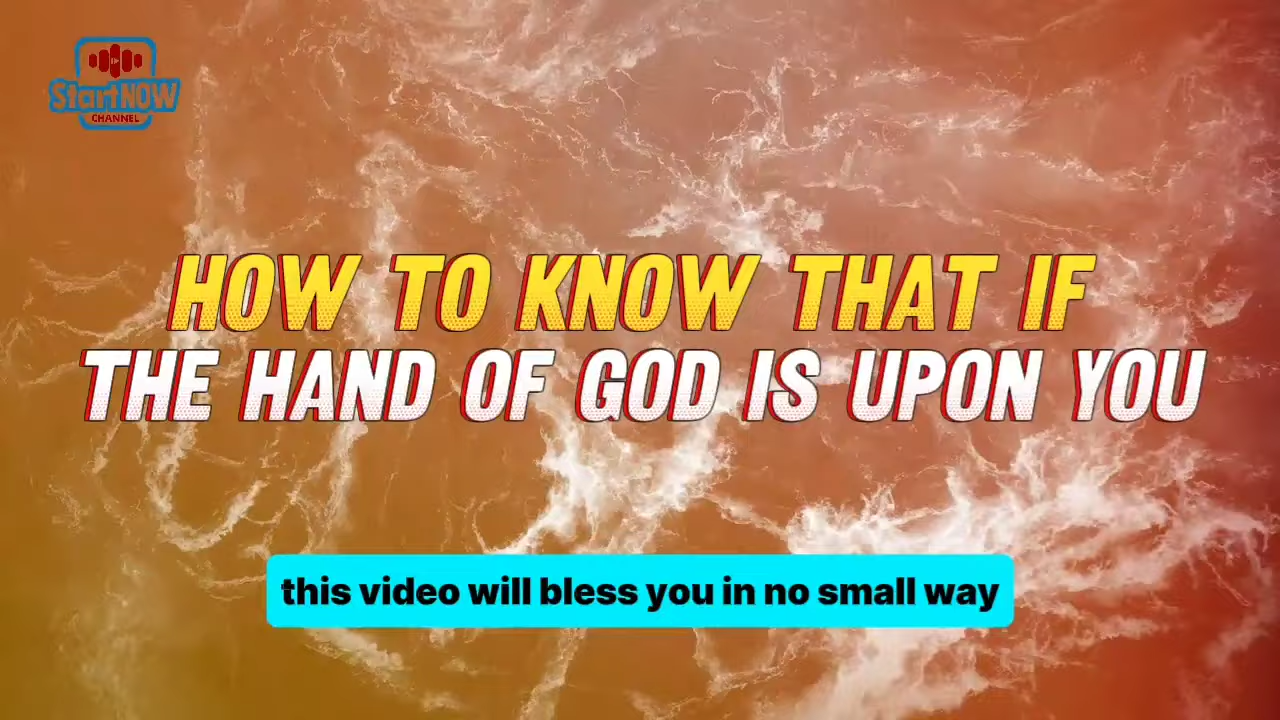 StartNOW
CHANNEL
HOW TO KNOW THAT IF
THE HAND OF GOD IS UPON YOU
this video will bless you in no small way